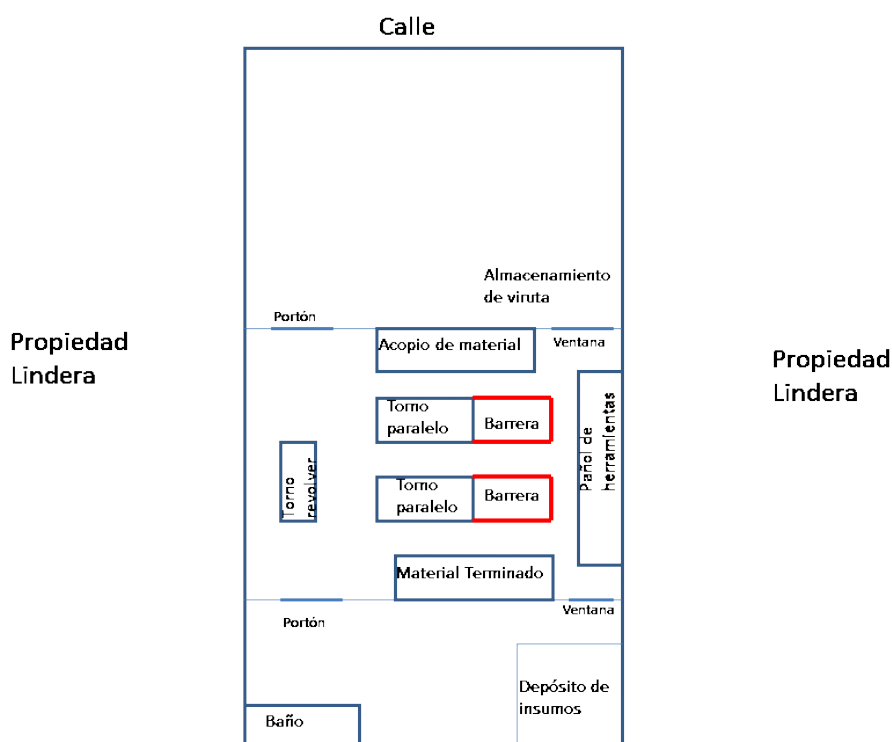 Calle
Almacenamiento
de viruta
Portón
Acopio de material
Ventana
Propiedad
Lindera
Propiedad
Lindera
Torno
paralelo
Barrera
Pañol de
herramientas
Torno
revolver
Torno
paralelo
Barrera
Material Terminado
Portón
Ventana
Depósito de
insumos
Baño